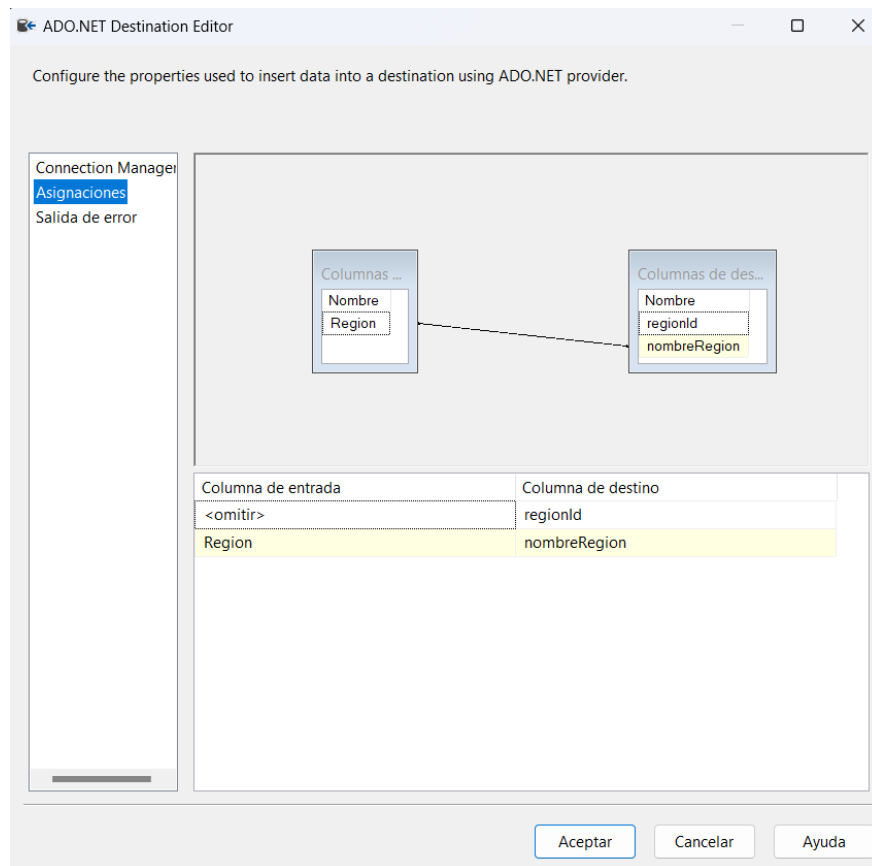 ADO.NET Destination Editor
Configure the properties used to insert data into a destination using ADO.NET provider.
Connection Manager
Asignaciones
Salida de error
Columnas ...
Nombre
Region
Columnas de des...
Nombre
regionId
nombreRegion
Columna de entrada Columna de destino
<omitir> regionId
Region nombreRegion
Aceptar Cancelar Ayuda